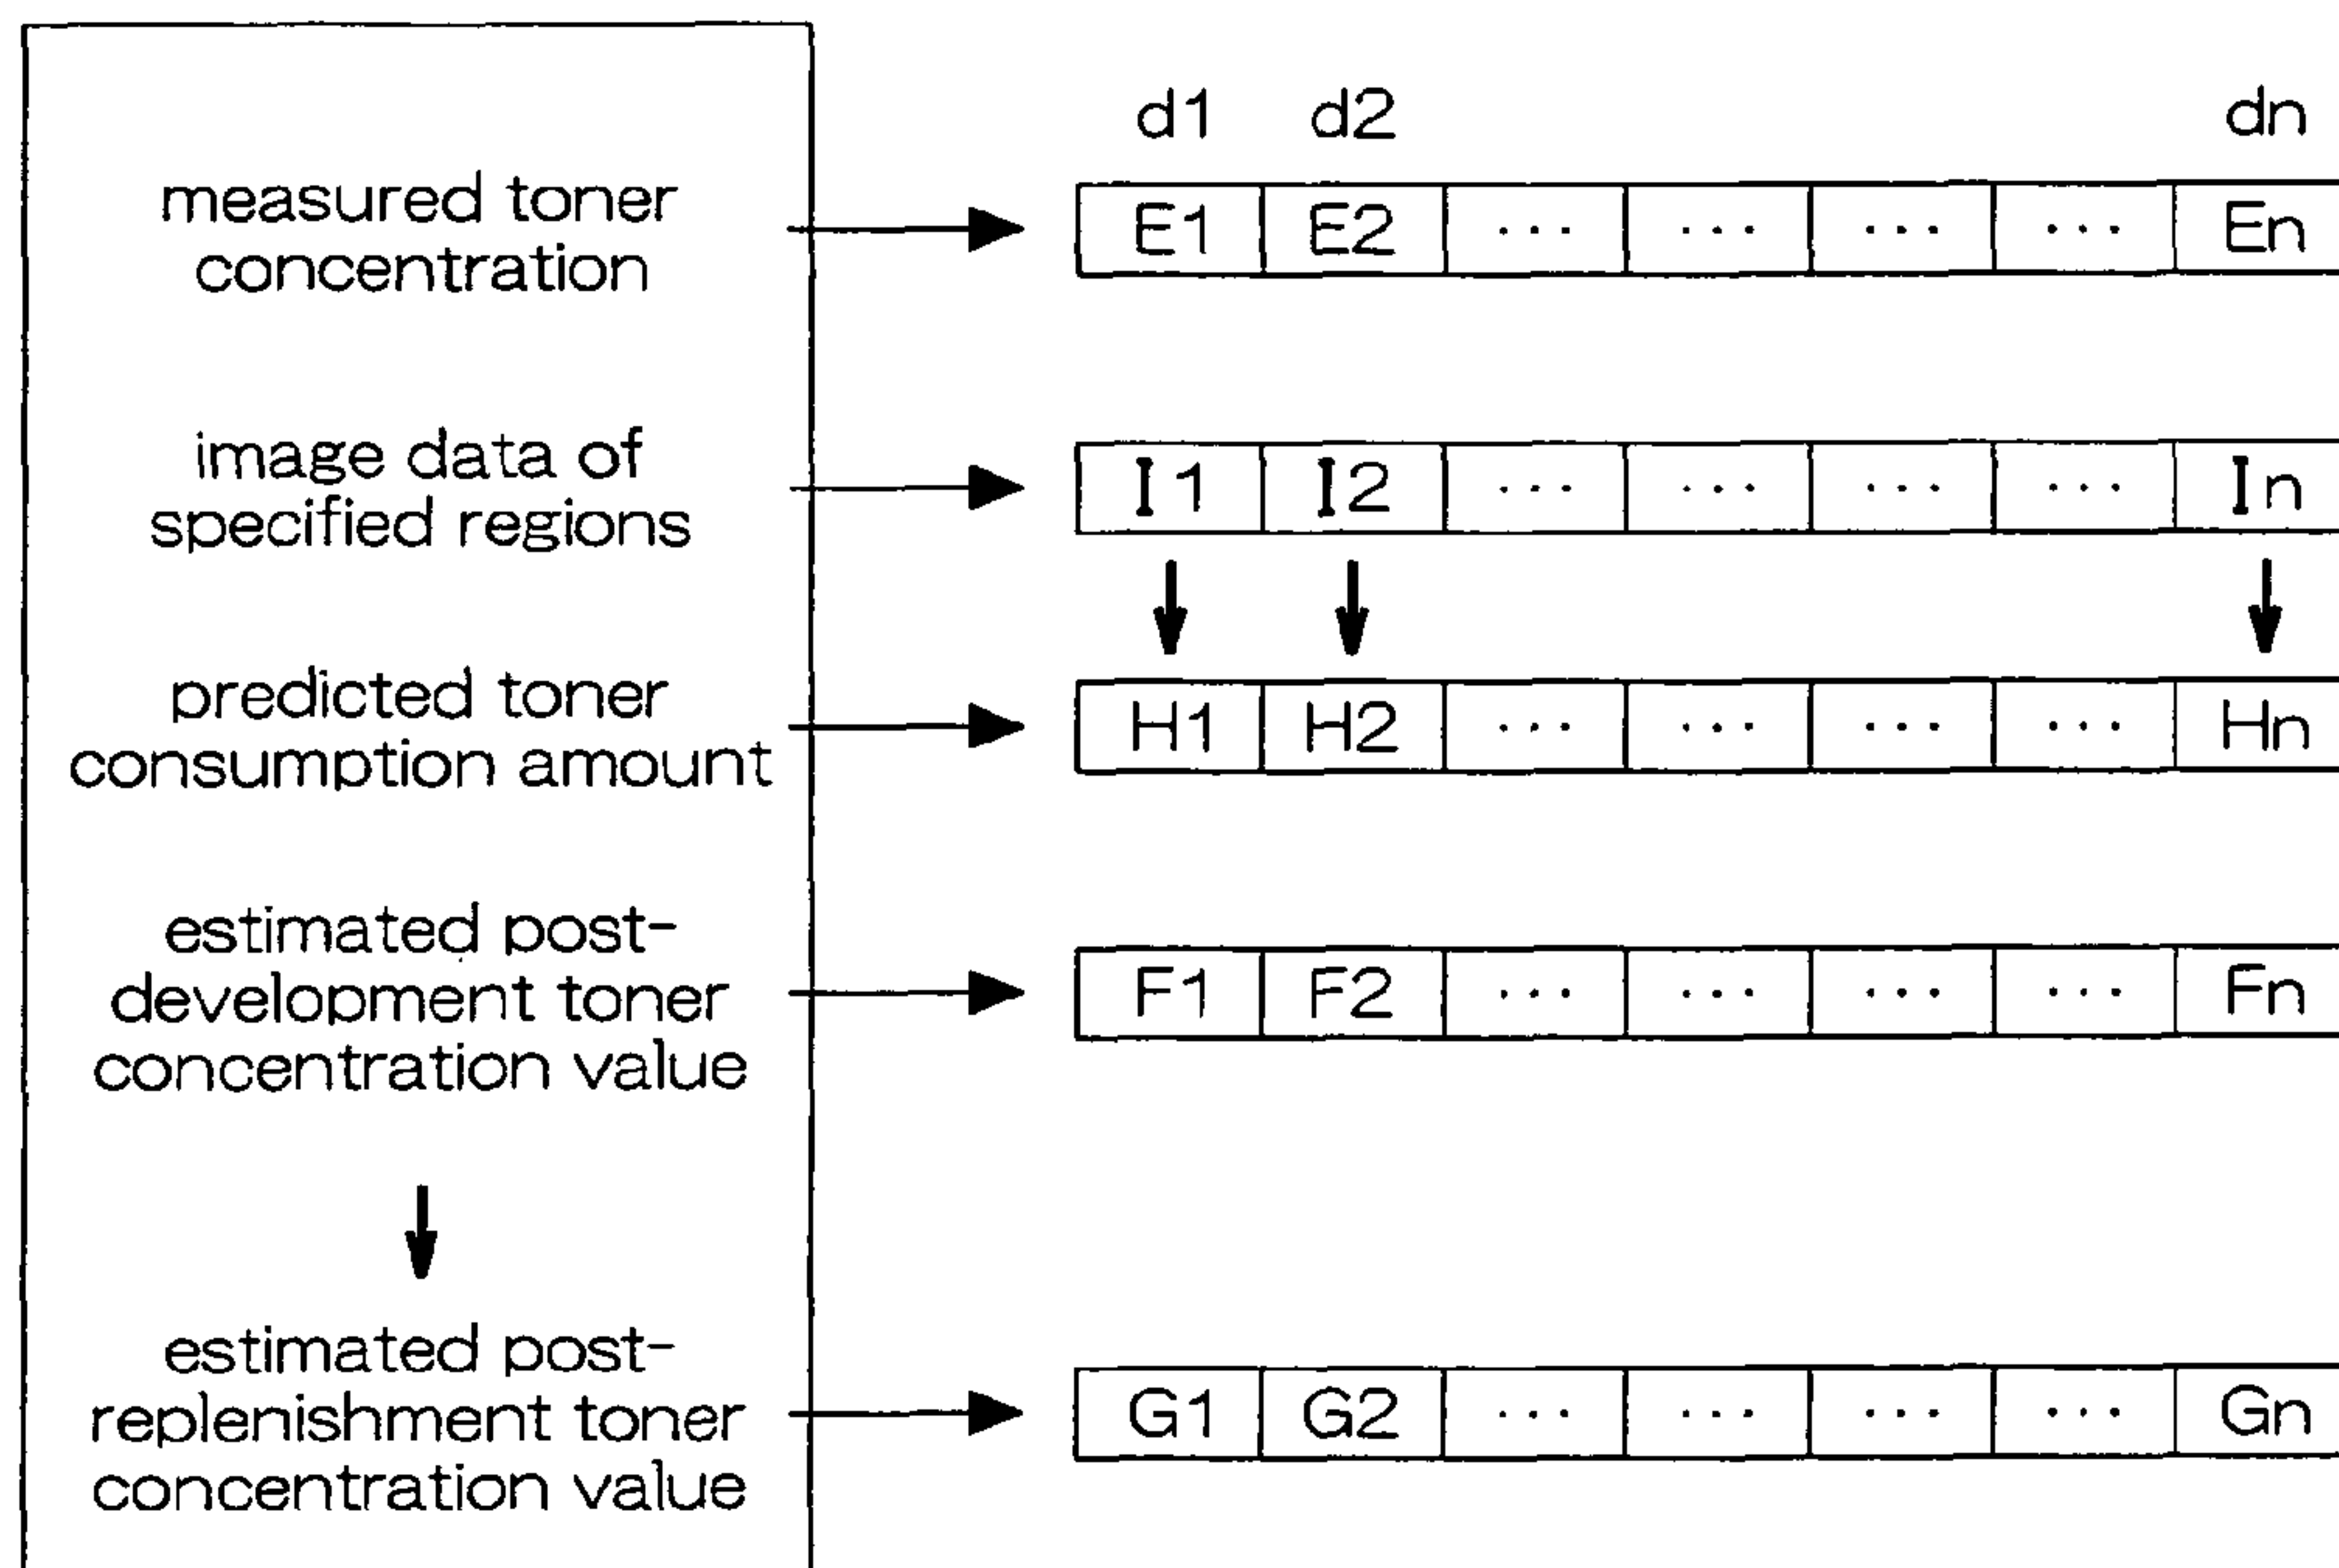 d1 d2 dn
measured toner
concentration
E1 E2 ··· ··· ··· ··· En
image data of
specified regions
I1 I2 ··· ··· ··· ··· In
predicted toner
consumption amount
H1 H2 ··· ··· ··· ··· Hn
estimated post-
development toner
concentration value
F1 F2 ··· ··· ··· ··· Fn
estimated post-
replenishment toner
concentration value
G1 G2 ··· ··· ··· ··· Gn